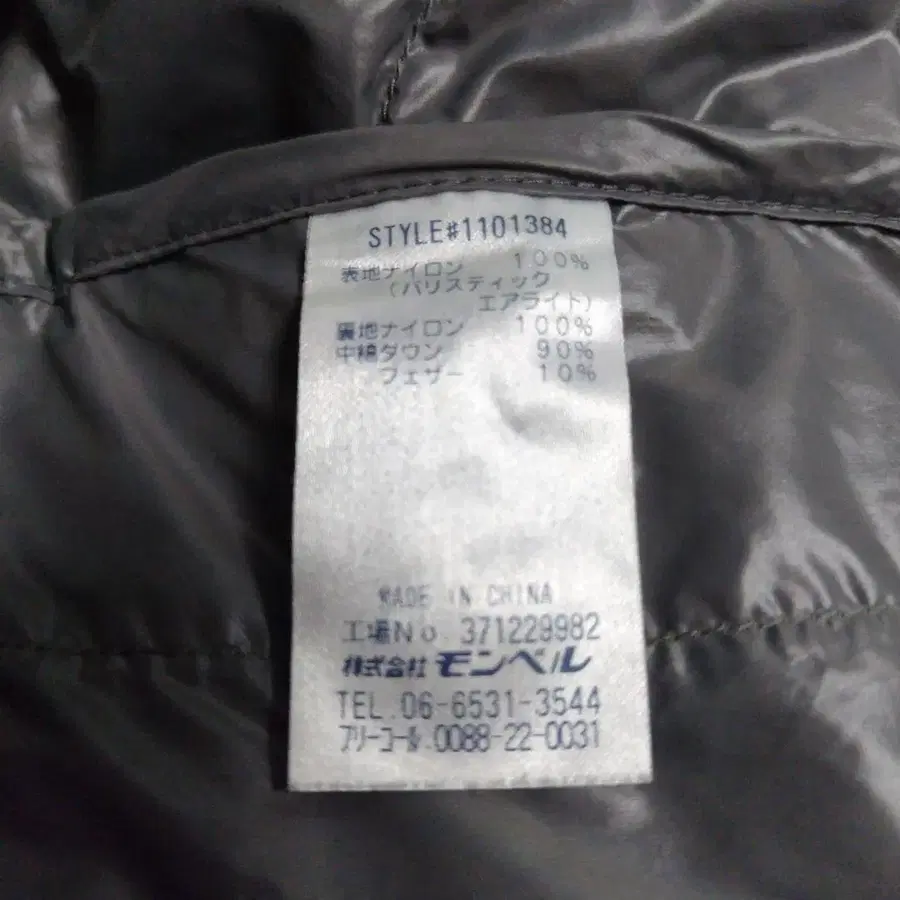 STYLE#1101384
表地ナイロン 100%
(バリスティック
エアライト)
裏地ナイロン 100%
中綿ダウン 90%
フェザー 10%
MADE IN CHINA
工場No. 371229982
株式会社 モンベル
TEL.06-6531-3544
フリーコール.0088-22-0031